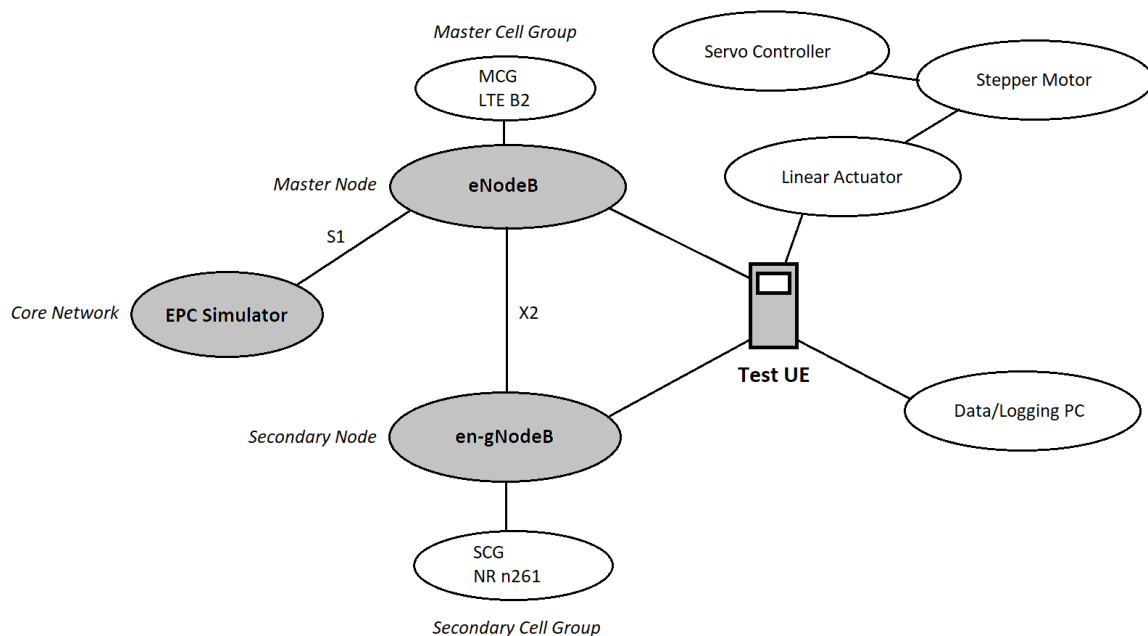 Master Cell Group
Servo Controller
MCG
LTE B2
Stepper Motor
Master Node
eNodeB
Linear Actuator
S1
Core Network
EPC Simulator
X2
Test UE
Data/Logging PC
Secondary Node
en-gNodeB
SCG
NR n261
Secondary Cell Group